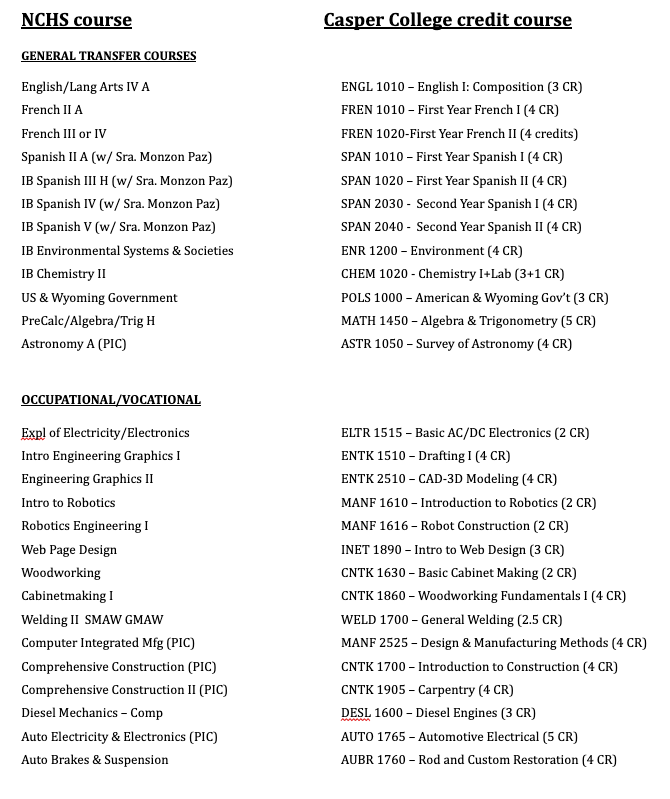 NCHS course Casper College credit course
GENERAL TRANSFER COURSES
English/Lang Arts IV A ENGL 1010 – English I: Composition (3 CR)
French II A FREN 1010 – First Year French I (4 CR)
French III or IV FREN 1020-First Year French II (4 credits)
Spanish II A (w/ Sra. Monzon Paz) SPAN 1010 – First Year Spanish I (4 CR)
IB Spanish III H (w/ Sra. Monzon Paz) SPAN 1020 – First Year Spanish II (4 CR)
IB Spanish IV (w/ Sra. Monzon Paz) SPAN 2030 - Second Year Spanish I (4 CR)
IB Spanish V (w/ Sra. Monzon Paz) SPAN 2040 - Second Year Spanish II (4 CR)
IB Environmental Systems & Societies ENR 1200 – Environment (4 CR)
IB Chemistry II CHEM 1020 - Chemistry I+Lab (3+1 CR)
US & Wyoming Government POLS 1000 – American & Wyoming Gov't (3 CR)
PreCalc/Algebra/Trig H MATH 1450 – Algebra & Trigonometry (5 CR)
Astronomy A (PIC) ASTR 1050 – Survey of Astronomy (4 CR)
OCCUPATIONAL/VOCATIONAL
Expl of Electricity/Electronics ELTR 1515 – Basic AC/DC Electronics (2 CR)
Intro Engineering Graphics I ENTK 1510 – Drafting I (4 CR)
Engineering Graphics II ENTK 2510 – CAD-3D Modeling (4 CR)
Intro to Robotics MANF 1610 – Introduction to Robotics (2 CR)
Robotics Engineering I MANF 1616 – Robot Construction (2 CR)
Web Page Design INET 1890 – Intro to Web Design (3 CR)
Woodworking CNTK 1630 – Basic Cabinet Making (2 CR)
Cabinetmaking I CNTK 1860 – Woodworking Fundamentals I (4 CR)
Welding II SMAW GMAW WELD 1700 – General Welding (2.5 CR)
Computer Integrated Mfg (PIC) MANF 2525 – Design & Manufacturing Methods (4 CR)
Comprehensive Construction (PIC) CNTK 1700 – Introduction to Construction (4 CR)
Comprehensive Construction II (PIC) CNTK 1905 – Carpentry (4 CR)
Diesel Mechanics – Comp DESL 1600 – Diesel Engines (3 CR)
Auto Electricity & Electronics (PIC) AUTO 1765 – Automotive Electrical (5 CR)
Auto Brakes & Suspension AUBR 1760 – Rod and Custom Restoration (4 CR)